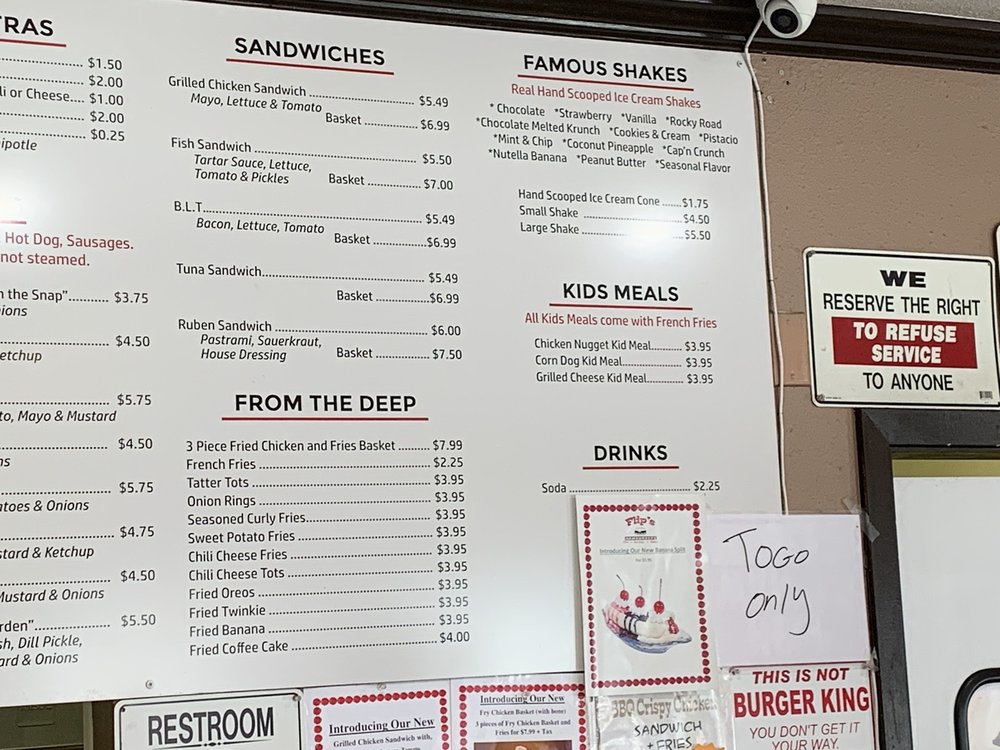 TRAS
$1.50
$2.00
li or Cheese.... $1.00
$2.00
$0.25
ipotle
Hot Dog, Sausages.
not steamed.
n the Snap".......... $3.75
ions
$4.50
etchup
$5.75
to, Mayo & Mustard
$4.50
ns
$5.75
atoes & Onions
$4.75
stard & Ketchup
$4.50
Mustard & Onions
rden" $5.50
sh, Dill Pickle,
ard & Onions
SANDWICHES
Grilled Chicken Sandwich $5.49
Mayo, Lettuce & Tomato
Basket $6.99
Fish Sandwich $5.50
Tartar Sauce, Lettuce,
Tomato & Pickles Basket $7.00
B.L.T. $5.49
Bacon, Lettuce, Tomato
Basket $6.99
Tuna Sandwich $5.49
Basket $6.99
Ruben Sandwich $6.00
Pastrami, Sauerkraut,
House Dressing Basket $7.50
FROM THE DEEP
3 Piece Fried Chicken and Fries Basket $7.99
French Fries $2.25
Tatter Tots $3.95
Onion Rings $3.95
Seasoned Curly Fries $3.95
Sweet Potato Fries $3.95
Chili Cheese Fries $3.95
Chili Cheese Tots $3.95
Fried Oreos $3.95
Fried Twinkie $3.95
Fried Banana $3.95
Fried Coffee Cake $4.00
FAMOUS SHAKES
Real Hand Scooped Ice Cream Shakes
* Chocolate *Strawberry *Vanilla *Rocky Road
*Chocolate Melted Krunch *Cookies & Cream *Pistacio
*Mint & Chip *Coconut Pineapple *Cap'n Crunch
*Nutella Banana *Peanut Butter *Seasonal Flavor
Hand Scooped Ice Cream Cone $1.75
Small Shake $4.50
Large Shake $5.50
KIDS MEALS
All Kids Meals come with French Fries
Chicken Nugget Kid Meal $3.95
Corn Dog Kid Meal $3.95
Grilled Cheese Kid Meal $3.95
DRINKS
Soda $2.25
WE
RESERVE THE RIGHT
TO REFUSE
SERVICE
TO ANYONE
Flip's
Introducing Our New Banana Split
TOGO
only
THIS IS NOT
BURGER KING
YOU DON'T GET IT
YOUR WAY.
BBQ Crispy Chicken
SANDWICH
+ FRIES
RESTROOM
Introducing Our New
Grilled Chicken Sandwich with,
Introducing Our New
Fry Chicken Basket (with bone)
3 pieces of Fry Chicken Basket and
Fries for $7.99 + Tax